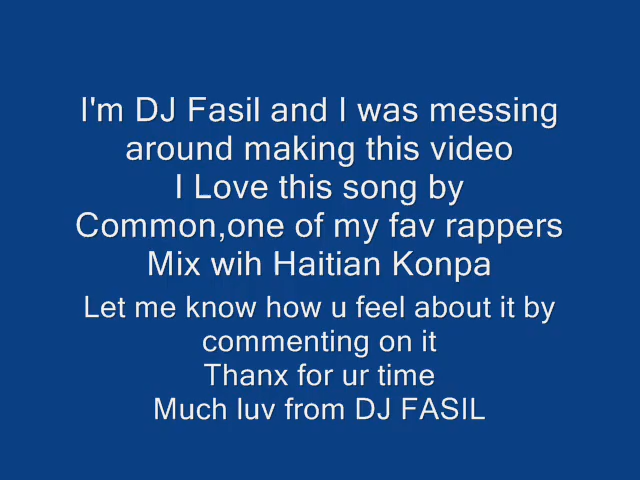 I'm DJ Fasil and I was messing
around making this video
I Love this song by
Common,one of my fav rappers
Mix wih Haitian Konpa
Let me know how u feel about it by
commenting on it
Thanx for ur time
Much luv from DJ FASIL